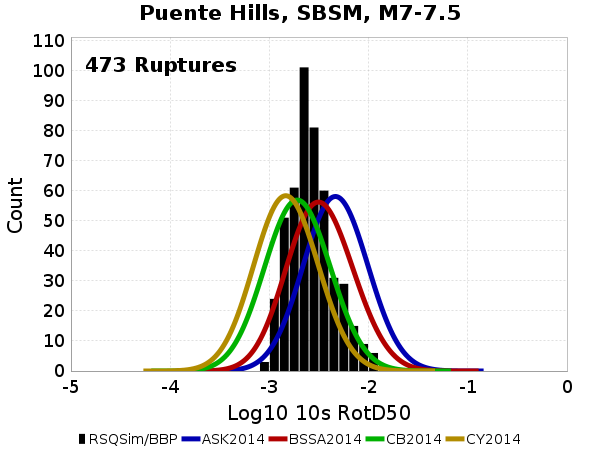 Puente Hills, SBSM, M7-7.5
473 Ruptures
Count
110
100
90
80
70
60
50
40
30
20
10
0
-5 -4 -3 -2 -1 0
Log10 10s RotD50
RSQSim/BBP ASK2014 BSSA2014 CB2014 CY2014